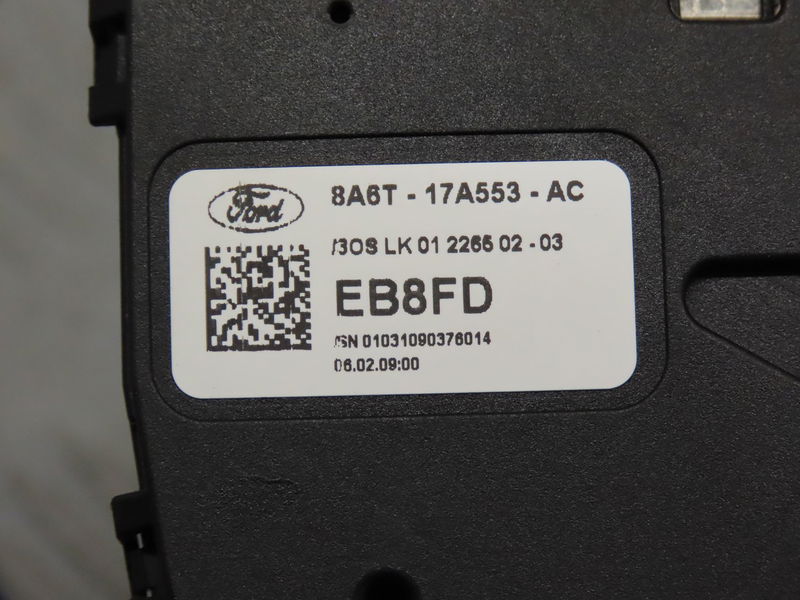 Ford
8A6T - 17A553 - AC
/3OS LK 01 2265 02 - 03
EB8FD
/SN 01031090376014
06.02.09:00